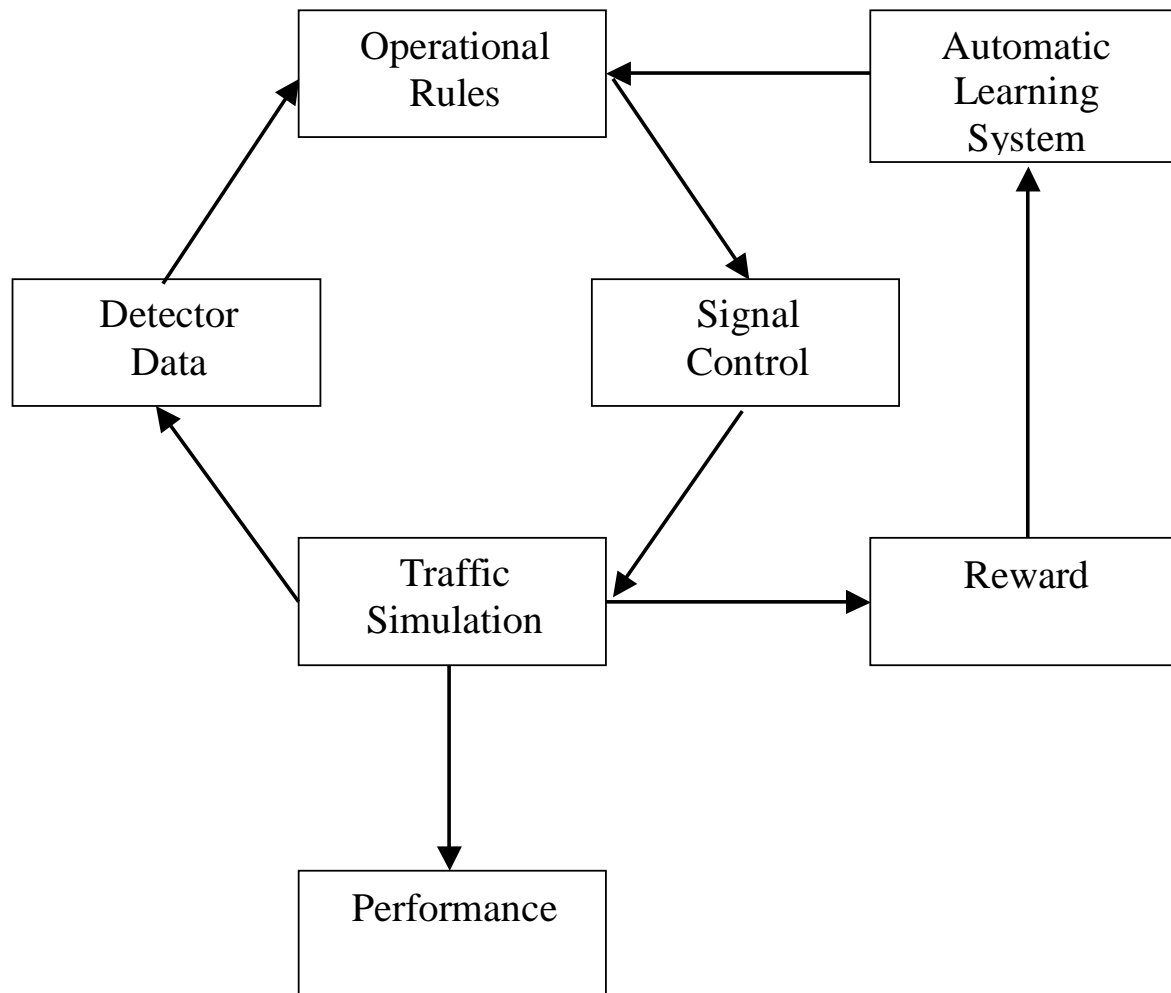 Operational
Rules
Automatic
Learning
System
Detector
Data
Signal
Control
Traffic
Simulation
Reward
Performance